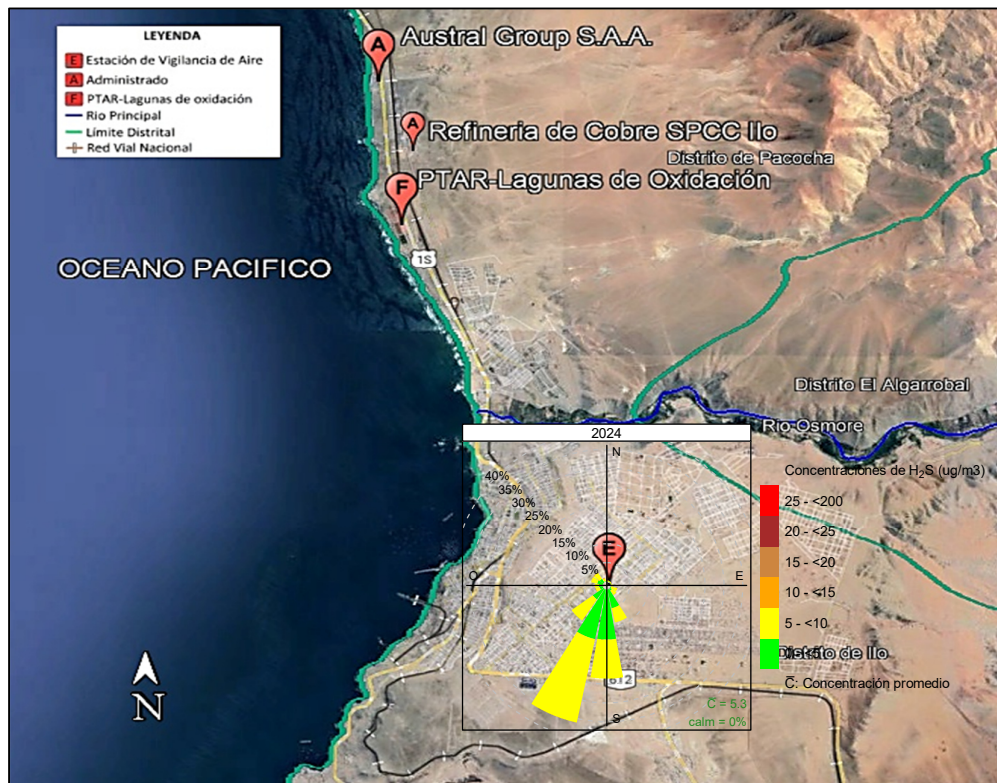 LEYENDA
E Estación de Vigilancia de Aire
A Administrado
F PTAR-Lagunas de oxidación
Rio Principal
Límite Distrital
Red Vial Nacional
A Austral Group S.A.A.
A Refineria de Cobre SPCC Ilo
Distrito de Pacocha
F PTAR-Lagunas de Oxidación
1S
OCEANO PACIFICO
Distrito El Algarrobal
Rio Osmore
2024
N
40%
35%
30%
25%
20%
15%
10%
5%
E
O
E
S
C̅ = 5.3
calm = 0%
Concentraciones de H₂S (ug/m3)
25 - <200
20 - <25
15 - <20
10 - <15
5 - <10
de Ilo
C̅: Concentración promedio
N